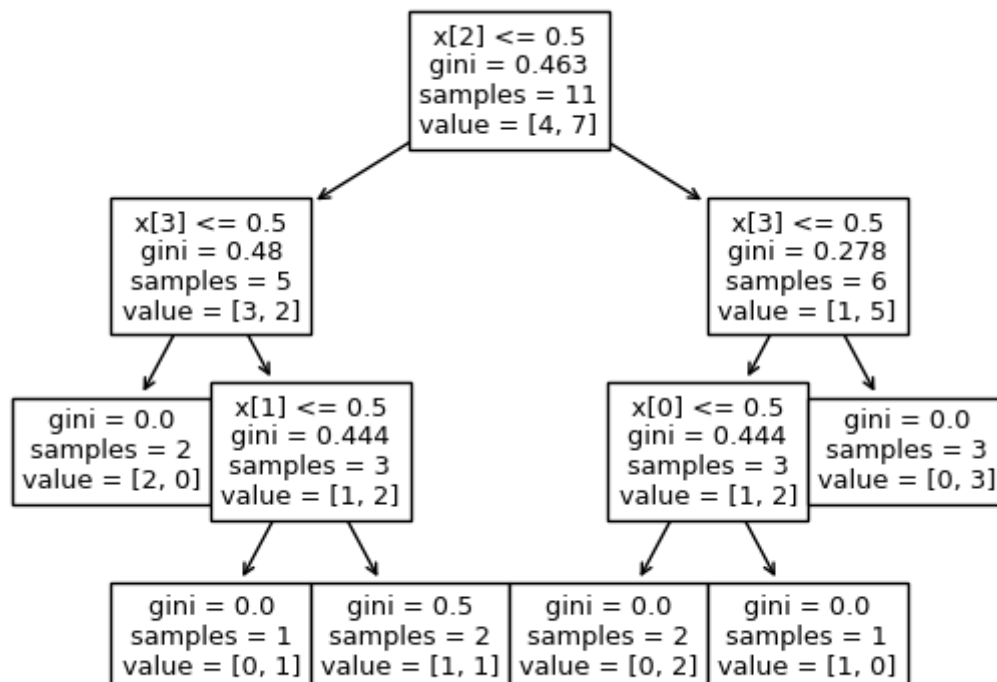 x[2] <= 0.5
gini = 0.463
samples = 11
value = [4, 7]
x[3] <= 0.5
gini = 0.48
samples = 5
value = [3, 2]
x[3] <= 0.5
gini = 0.278
samples = 6
value = [1, 5]
gini = 0.0
samples = 2
value = [2, 0]
x[1] <= 0.5
gini = 0.444
samples = 3
value = [1, 2]
x[0] <= 0.5
gini = 0.444
samples = 3
value = [1, 2]
gini = 0.0
samples = 3
value = [0, 3]
gini = 0.0
samples = 1
value = [0, 1]
gini = 0.5
samples = 2
value = [1, 1]
gini = 0.0
samples = 2
value = [0, 2]
gini = 0.0
samples = 1
value = [1, 0]